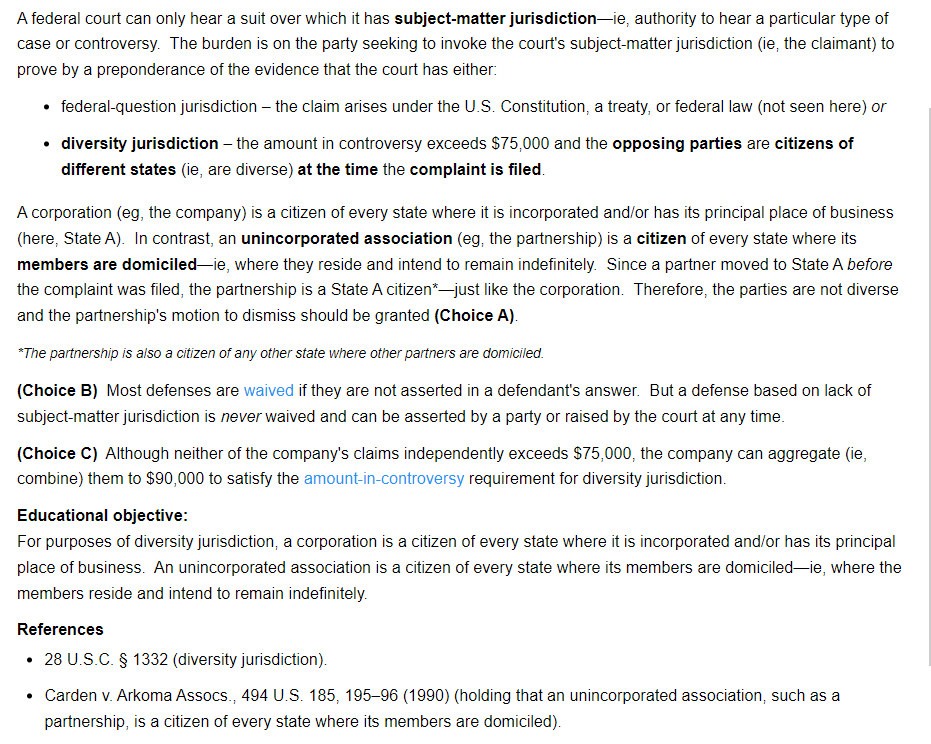 A federal court can only hear a suit over which it has subject-matter jurisdiction—ie, authority to hear a particular type of
case or controversy. The burden is on the party seeking to invoke the court's subject-matter jurisdiction (ie, the claimant) to
prove by a preponderance of the evidence that the court has either:
• federal-question jurisdiction – the claim arises under the U.S. Constitution, a treaty, or federal law (not seen here) or
• diversity jurisdiction – the amount in controversy exceeds $75,000 and the opposing parties are citizens of
different states (ie, are diverse) at the time the complaint is filed.
A corporation (eg, the company) is a citizen of every state where it is incorporated and/or has its principal place of business
(here, State A). In contrast, an unincorporated association (eg, the partnership) is a citizen of every state where its
members are domiciled—ie, where they reside and intend to remain indefinitely. Since a partner moved to State A before
the complaint was filed, the partnership is a State A citizen*—just like the corporation. Therefore, the parties are not diverse
and the partnership's motion to dismiss should be granted (Choice A).
*The partnership is also a citizen of any other state where other partners are domiciled.
(Choice B) Most defenses are waived if they are not asserted in a defendant's answer. But a defense based on lack of
subject-matter jurisdiction is never waived and can be asserted by a party or raised by the court at any time.
(Choice C) Although neither of the company's claims independently exceeds $75,000, the company can aggregate (ie,
combine) them to $90,000 to satisfy the amount-in-controversy requirement for diversity jurisdiction.
Educational objective:
For purposes of diversity jurisdiction, a corporation is a citizen of every state where it is incorporated and/or has its principal
place of business. An unincorporated association is a citizen of every state where its members are domiciled—ie, where the
members reside and intend to remain indefinitely.
References
• 28 U.S.C. § 1332 (diversity jurisdiction).
• Carden v. Arkoma Assocs., 494 U.S. 185, 195–96 (1990) (holding that an unincorporated association, such as a
partnership, is a citizen of every state where its members are domiciled).